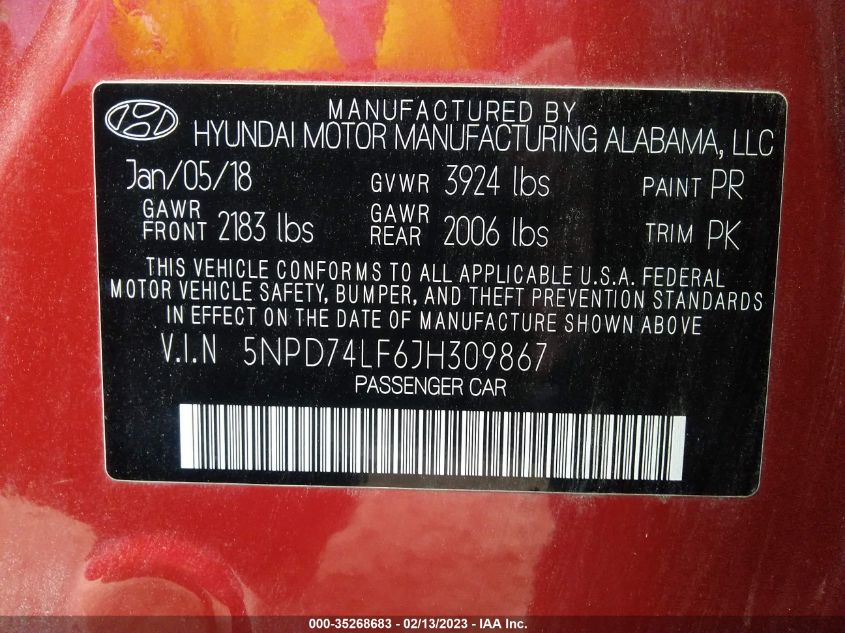 MANUFACTURED BY
HYUNDAI MOTOR MANUFACTURING ALABAMA, LLC
Jan/05/18 GVWR 3924 lbs PAINT PR
GAWR FRONT 2183 lbs GAWR REAR 2006 lbs TRIM PK
THIS VEHICLE CONFORMS TO ALL APPLICABLE U.S.A. FEDERAL
MOTOR VEHICLE SAFETY, BUMPER, AND THEFT PREVENTION STANDARDS
IN EFFECT ON THE DATE OF MANUFACTURE SHOWN ABOVE
V.I.N 5NPD74LF6JH309867
PASSENGER CAR
000-35268683 - 02/13/2023 - IAA Inc.